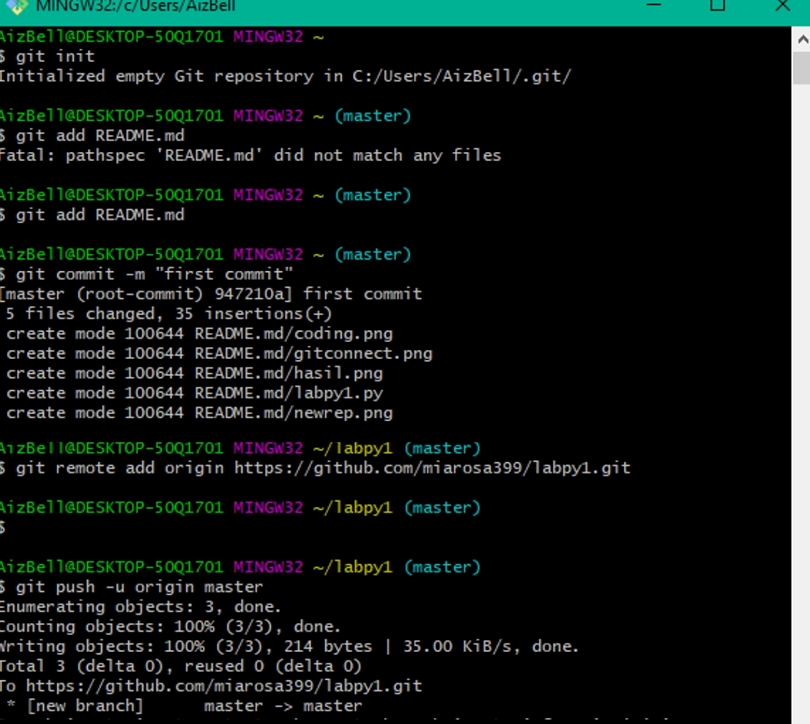 MINGW32:/c/Users/AizBell
AizBell@DESKTOP-50Q1701 MINGW32 ~
$ git init
Initialized empty Git repository in C:/Users/AizBell/.git/
AizBell@DESKTOP-50Q1701 MINGW32 ~ (master)
$ git add README.md
fatal: pathspec 'README.md' did not match any files
AizBell@DESKTOP-50Q1701 MINGW32 ~ (master)
$ git add README.md
AizBell@DESKTOP-50Q1701 MINGW32 ~ (master)
$ git commit -m "first commit"
[master (root-commit) 947210a] first commit
5 files changed, 35 insertions(+)
create mode 100644 README.md/coding.png
create mode 100644 README.md/gitconnect.png
create mode 100644 README.md/hasil.png
create mode 100644 README.md/labpy1.py
create mode 100644 README.md/newrep.png
AizBell@DESKTOP-50Q1701 MINGW32 ~/labpy1 (master)
$ git remote add origin https://github.com/miarosa399/labpy1.git
AizBell@DESKTOP-50Q1701 MINGW32 ~/labpy1 (master)
$
AizBell@DESKTOP-50Q1701 MINGW32 ~/labpy1 (master)
$ git push -u origin master
Enumerating objects: 3, done.
Counting objects: 100% (3/3), done.
Writing objects: 100% (3/3), 214 bytes | 35.00 KiB/s, done.
Total 3 (delta 0), reused 0 (delta 0)
To https://github.com/miarosa399/labpy1.git
* [new branch] master -> master